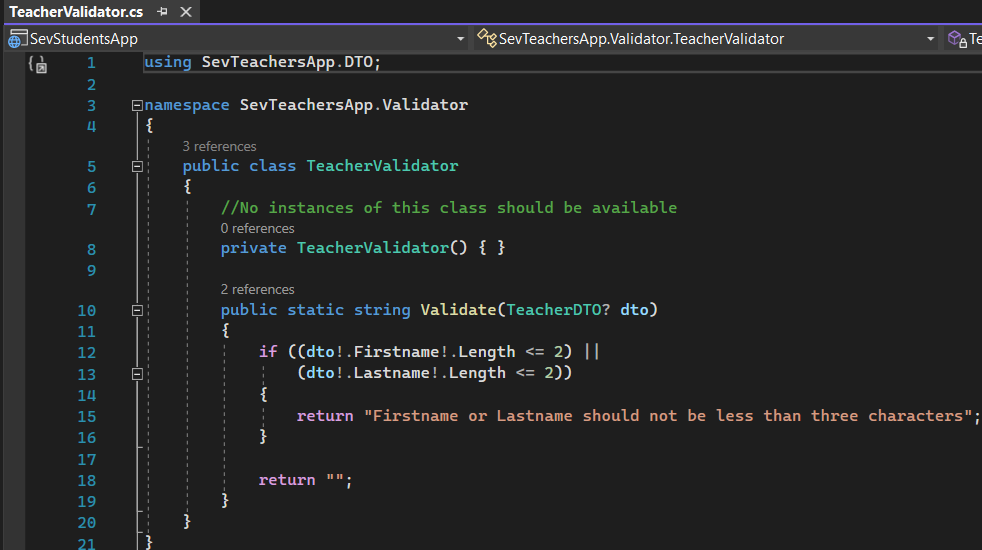 TeacherValidator.cs
SevStudentsApp SevTeachersApp.Validator.TeacherValidator Te
1 using SevTeachersApp.DTO;
2
3 namespace SevTeachersApp.Validator
4 {
3 references
5 public class TeacherValidator
6 {
7 //No instances of this class should be available
0 references
8 private TeacherValidator() { }
9
2 references
10 public static string Validate(TeacherDTO? dto)
11 {
12 if ((dto!.Firstname!.Length <= 2) ||
13 (dto!.Lastname!.Length <= 2))
14 {
15 return "Firstname or Lastname should not be less than three characters";
16 }
17
18 return "";
19 }
20 }
21 }